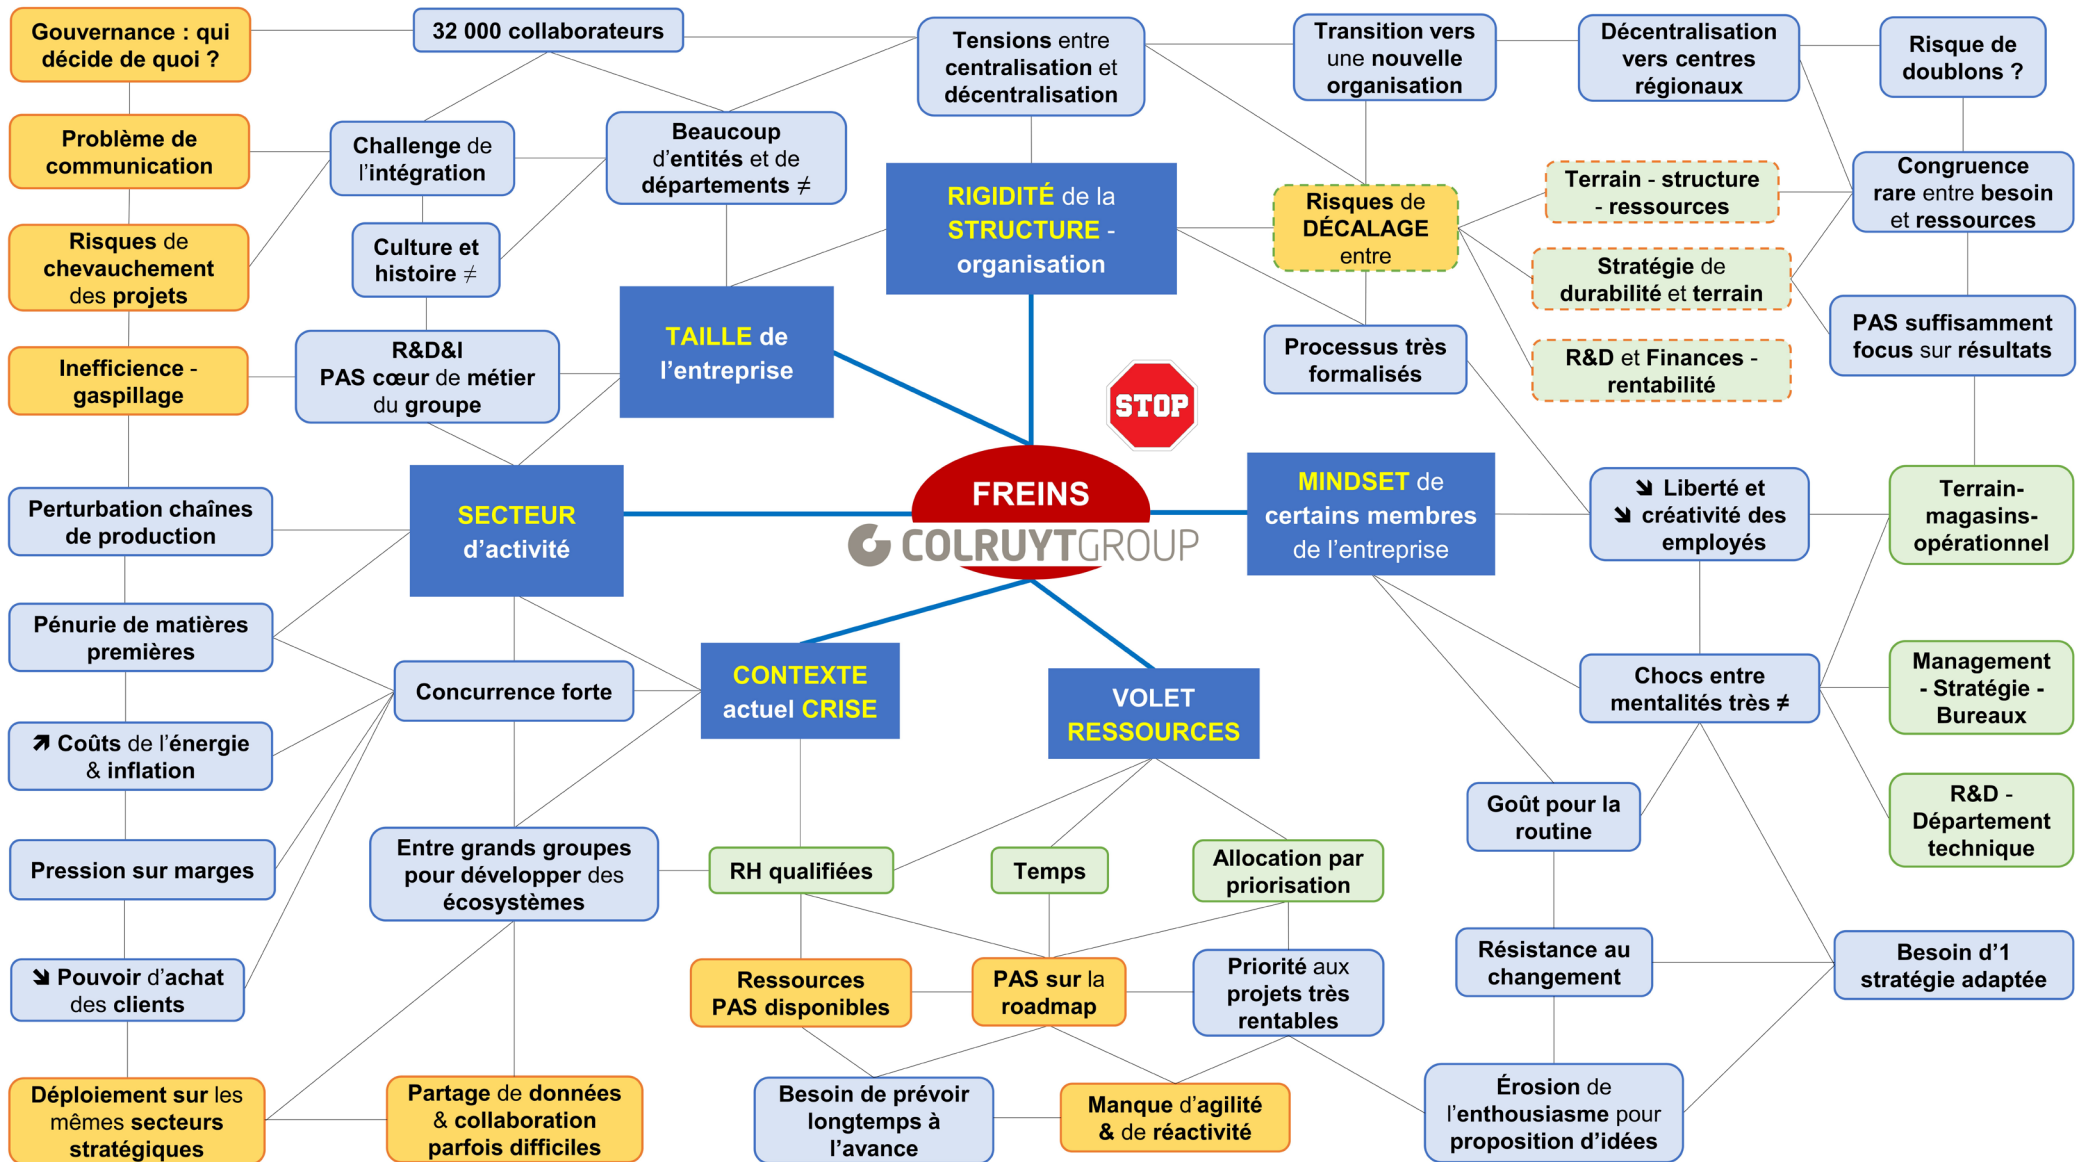 Gouvernance : qui
décide de quoi ?
32 000 collaborateurs
Tensions entre
centralisation et
décentralisation
Transition vers
une nouvelle
organisation
Décentralisation
vers centres
régionaux
Risque de
doublons ?
Problème de
communication
Challenge de
l'intégration
Beaucoup
d'entités et de
départements ≠
RIGIDITÉ de la
STRUCTURE -
organisation
Risques de
DÉCALAGE
entre
Terrain - structure
- ressources
Congruence
rare entre besoin
et ressources
Risques de
chevauchement
des projets
Culture et
histoire ≠
Stratégie de
durabilité et terrain
TAILLE de
l'entreprise
Processus très
formalisés
R&D et Finances -
rentabilité
PAS suffisamment
focus sur résultats
Inefficience -
gaspillage
R&D&I
PAS cœur de métier
du groupe
STOP
FREINS
COLRUYTGROUP
SECTEUR
d'activité
MINDSET de
certains membres
de l'entreprise
↘ Liberté et
↘ créativité des
employés
Terrain-
magasins-
opérationnel
Perturbation chaînes
de production
Pénurie de matières
premières
Concurrence forte
CONTEXTE
actuel CRISE
VOLET
RESSOURCES
Chocs entre
mentalités très ≠
Management
- Stratégie -
Bureaux
↗ Coûts de l'énergie
& inflation
Goût pour la
routine
R&D -
Département
technique
Pression sur marges
Entre grands groupes
pour développer des
écosystèmes
RH qualifiées
Temps
Allocation par
priorisation
↘ Pouvoir d'achat
des clients
Ressources
PAS disponibles
PAS sur la
roadmap
Priorité aux
projets très
rentables
Résistance au
changement
Besoin d'1
stratégie adaptée
Déploiement sur les
mêmes secteurs
stratégiques
Partage de données
& collaboration
parfois difficiles
Besoin de prévoir
longtemps à
l'avance
Manque d'agilité
& de réactivité
Érosion de
l'enthousiasme pour
proposition d'idées